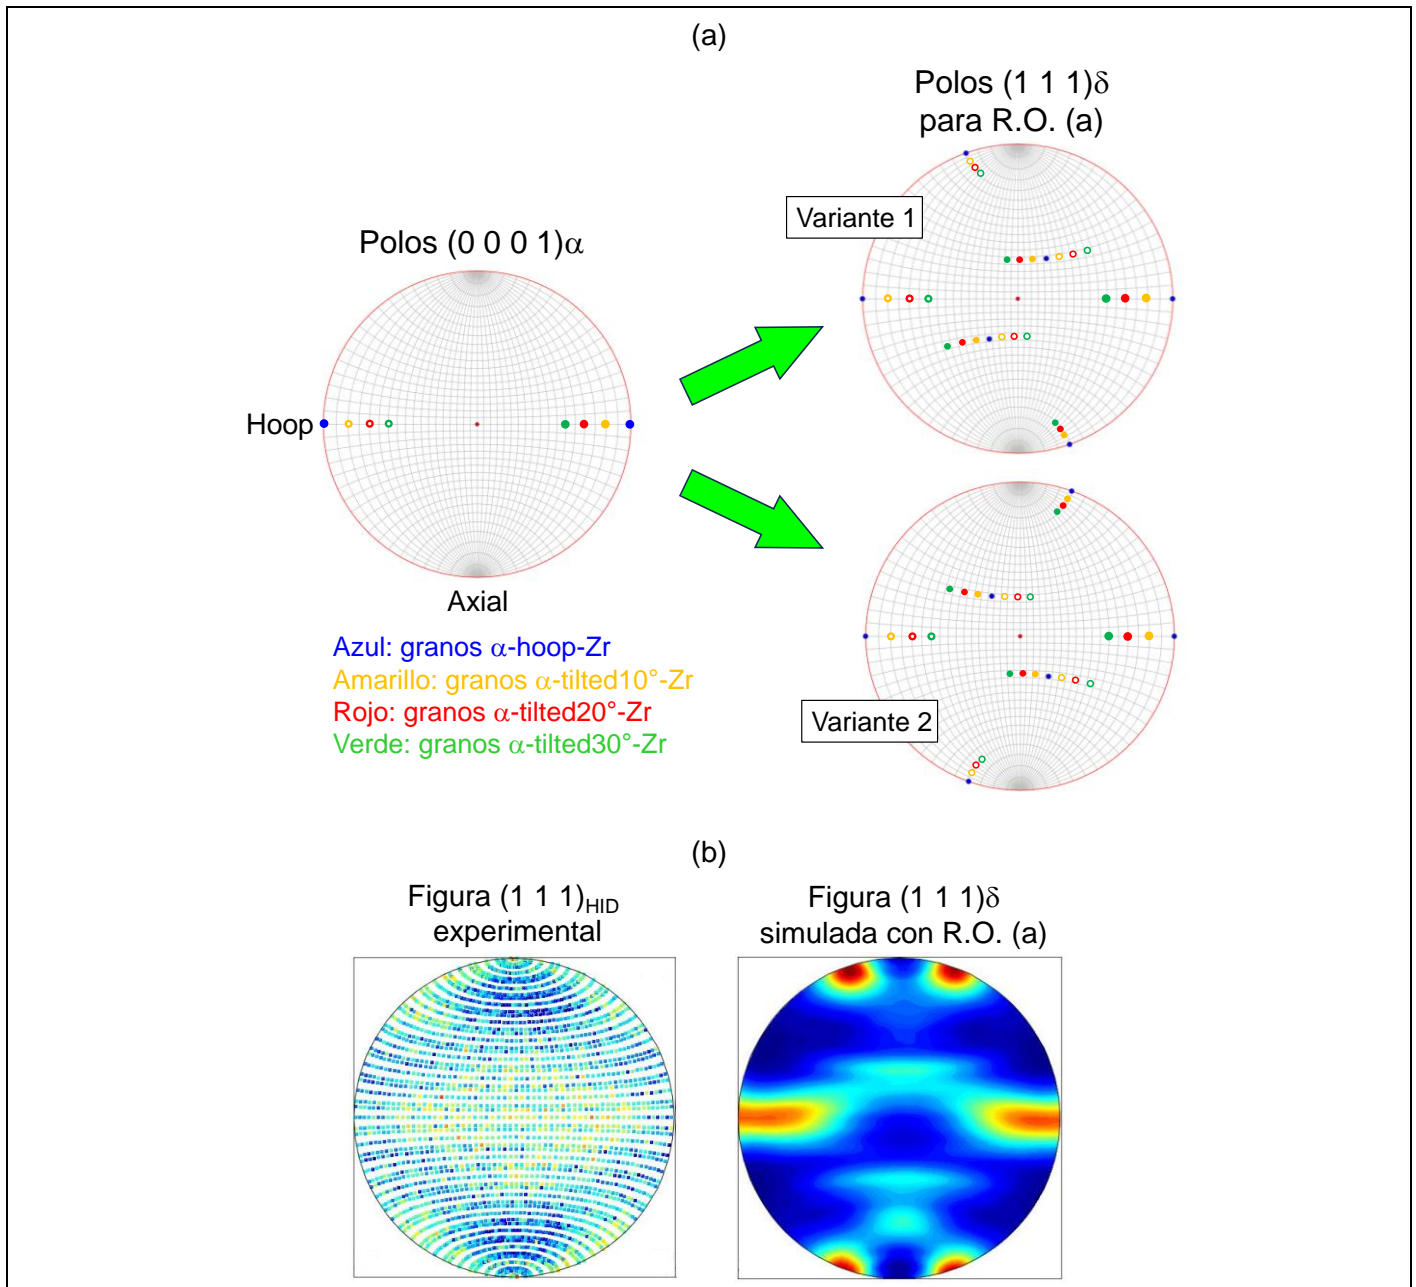 (a)
Polos (1 1 1)δ
para R.O. (a)
Variante 1
Polos (0 0 0 1)α
Hoop
Axial
Azul: granos α-hoop-Zr
Amarillo: granos α-tilted10°-Zr
Rojo: granos α-tilted20°-Zr
Verde: granos α-tilted30°-Zr
Variante 2
(b)
Figura (1 1 1)HID
experimental
Figura (1 1 1)δ
simulada con R.O. (a)